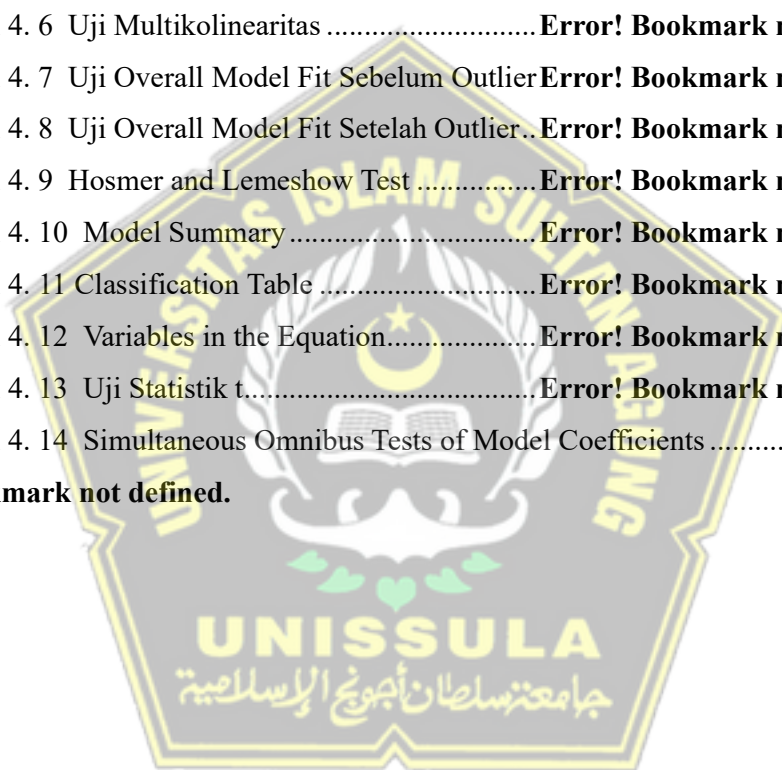 4. 6 Uji Multikolinearitas ............................ Error! Bookmark n
4. 7 Uji Overall Model Fit Sebelum Outlier Error! Bookmark n
4. 8 Uji Overall Model Fit Setelah Outlier.. Error! Bookmark n
4. 9 Hosmer and Lemeshow Test ................ Error! Bookmark n
4. 10 Model Summary ................................. Error! Bookmark n
4. 11 Classification Table ............................ Error! Bookmark n
4. 12 Variables in the Equation.................... Error! Bookmark n
4. 13 Uji Statistik t....................................... Error! Bookmark n
4. 14 Simultaneous Omnibus Tests of Model Coefficients ..........
mark not defined.
UNIVERSITAS ISLAM SULTAN AGUNG
UNISSULA
جامعتنسلطان أجونج الإسلامية